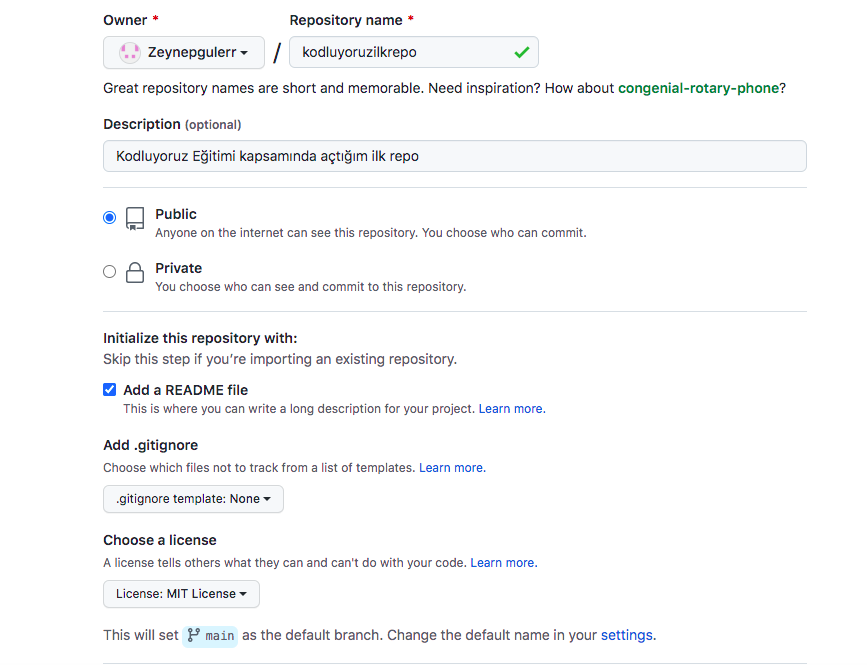 Owner * Repository name *
Zeynepgulerr / kodluyoruzilkrepo
Great repository names are short and memorable. Need inspiration? How about congenial-rotary-phone?
Description (optional)
Kodluyoruz Eğitimi kapsamında açtığım ilk repo
Public
Anyone on the internet can see this repository. You choose who can commit.
Private
You choose who can see and commit to this repository.
Initialize this repository with:
Skip this step if you’re importing an existing repository.
Add a README file
This is where you can write a long description for your project. Learn more.
Add .gitignore
Choose which files not to track from a list of templates. Learn more.
.gitignore template: None
Choose a license
A license tells others what they can and can't do with your code. Learn more.
License: MIT License
This will set main as the default branch. Change the default name in your settings.